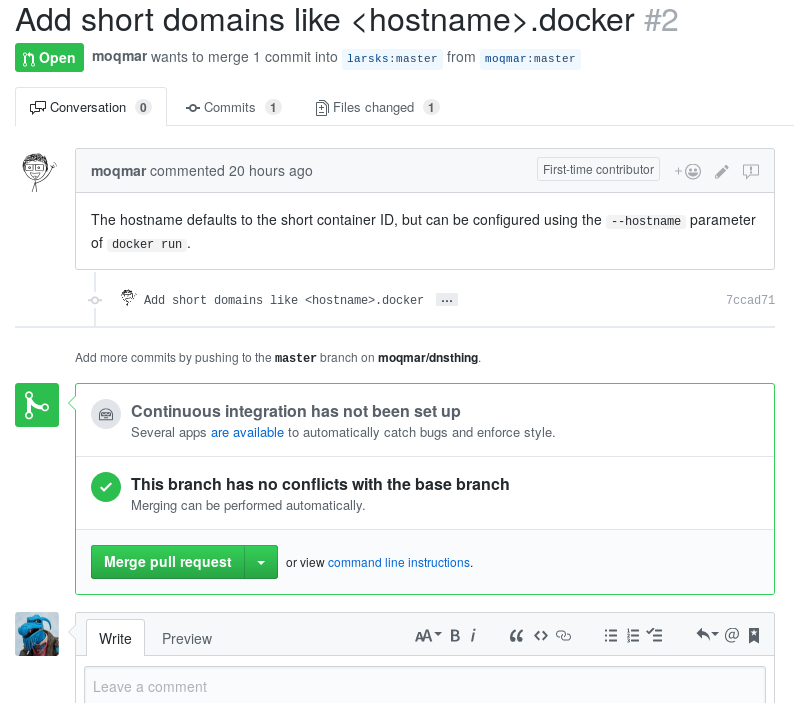 Add short domains like <hostname>.docker #2
Open moqmar wants to merge 1 commit into larsks:master from moqmar:master
Conversation 0 Commits 1 Files changed 1
moqmar commented 20 hours ago First-time contributor
The hostname defaults to the short container ID, but can be configured using the --hostname parameter
of docker run.
Add short domains like <hostname>.docker … 7ccad71
Add more commits by pushing to the master branch on moqmar/dnsthing.
Continuous integration has not been set up
Several apps are available to automatically catch bugs and enforce style.
This branch has no conflicts with the base branch
Merging can be performed automatically.
Merge pull request or view command line instructions.
Write Preview AA B i “ <> @
Leave a comment